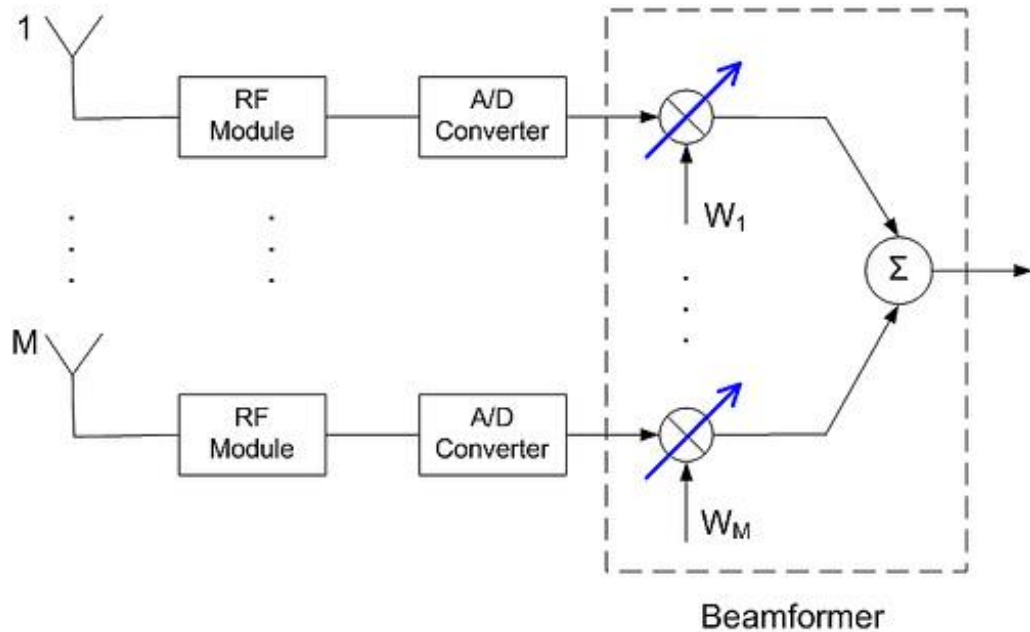 1
RF
Module
A/D
Converter
W1
Σ
M
RF
Module
A/D
Converter
WM
Beamformer